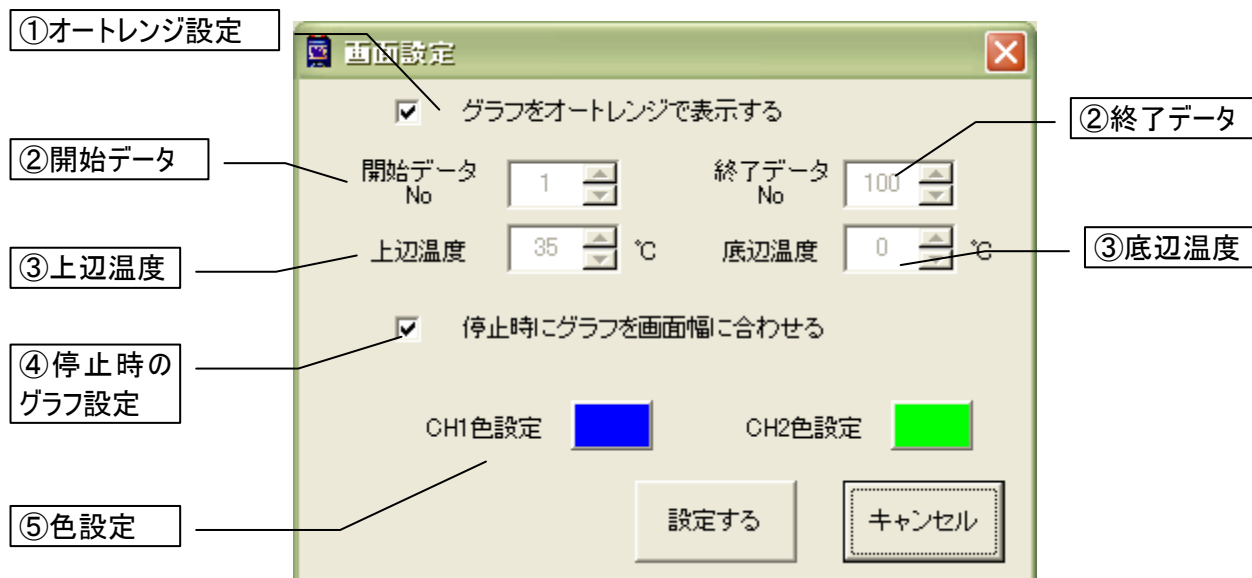 ①オートレンジ設定
画面設定
グラフをオートレンジで表示する
②終了データ
②開始データ
開始データ
No
1
終了データ
No
100
③上辺温度
上辺温度
35
℃
底辺温度
0
℃
③底辺温度
停止時にグラフを画面幅に合わせる
④停止時の
グラフ設定
CH1色設定
CH2色設定
⑤色設定
設定する
キャンセル